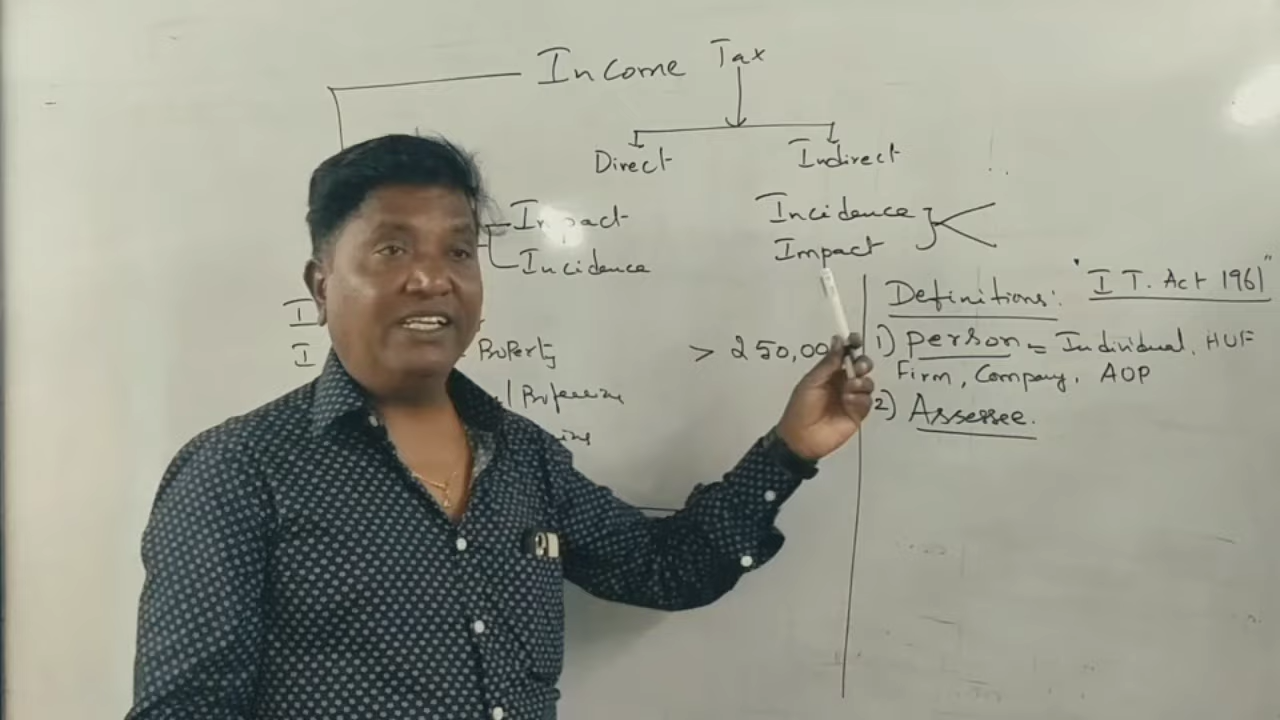 Income Tax
Direct
Indirect
Impact
Incidence
Incidence
Impact
Definitions: "I T. Act 1961"
1) person = Individual, HUF
Firm, Company, AOP
2) Assessee.
I
I
Property
> 250,00
/ Profession